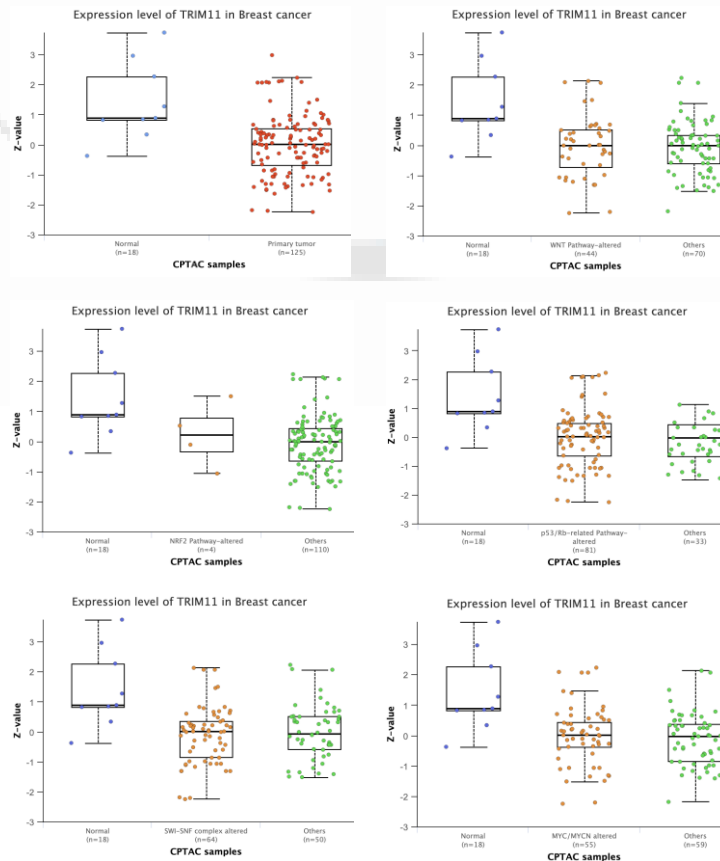 Expression level of TRIM11 in Breast cancer
Z-value
3
2
1
0
-1
-2
-3
Normal
(n=18)
Primary tumor
(n=125)
CPTAC samples
Expression level of TRIM11 in Breast cancer
Z-value
3
2
1
0
-1
-2
-3
Normal
(n=18)
WNT Pathway-altered
(n=44)
Others
(n=70)
CPTAC samples
Expression level of TRIM11 in Breast cancer
Z-value
3
2
1
0
-1
-2
-3
Normal
(n=18)
NRF2 Pathway-altered
(n=4)
Others
(n=110)
CPTAC samples
Expression level of TRIM11 in Breast cancer
Z-value
3
2
1
0
-1
-2
-3
Normal
(n=18)
p53/Rb-related Pathway-
altered
(n=81)
Others
(n=33)
CPTAC samples
Expression level of TRIM11 in Breast cancer
Z-value
3
2
1
0
-1
-2
-3
Normal
(n=18)
SWI-SNF complex altered
(n=64)
Others
(n=50)
CPTAC samples
Expression level of TRIM11 in Breast cancer
Z-value
3
2
1
0
-1
-2
-3
Normal
(n=18)
MYC/MYCN altered
(n=55)
Others
(n=59)
CPTAC samples